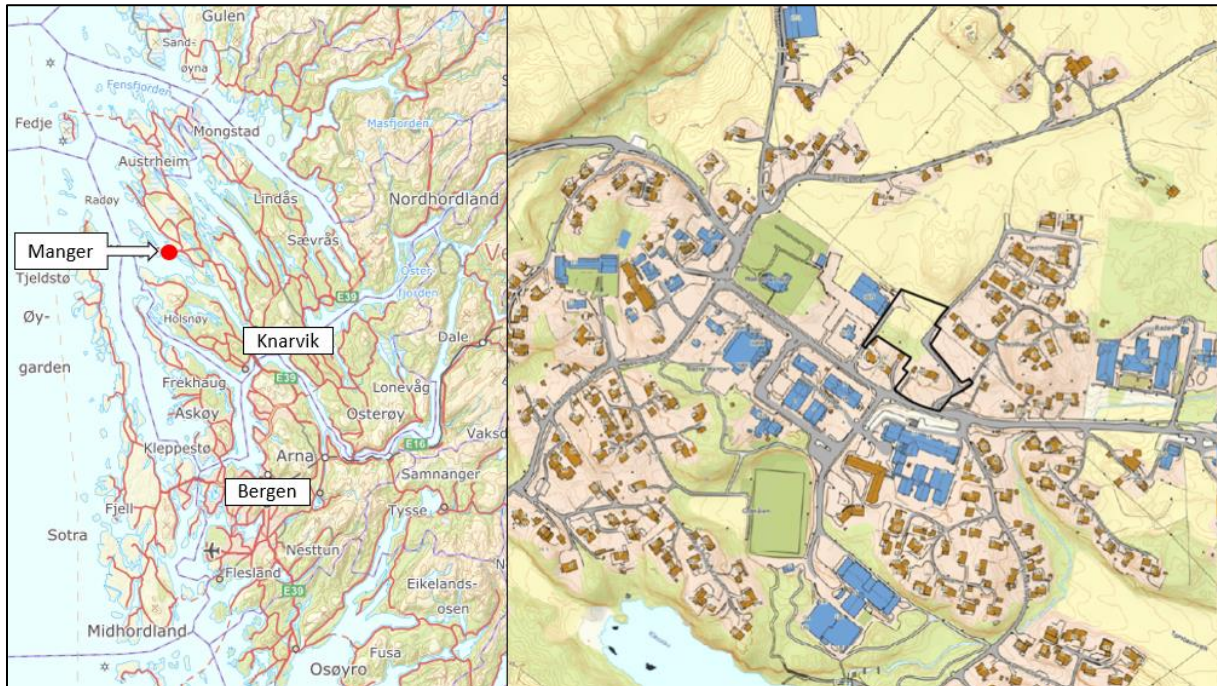 Gulen
Sand-
øyna
Fensfjorden
Fedje
Masfjorden
Mongstad
Austrheim
Radøy
Lindås
Nordhordland
Manger
Sævrås
Tjeldstø
Oster-
fjorden
E39
Øy-
garden
Holsnøy
Knarvik
Dale
Frekhaug
E39
Lonevåg
Askøy
Osterøy
Kleppestø
E16
Vaksd
Arna
Samnanger
Bergen
Fjell
Tysse
Sotra
Nesttun
Flesland
Eikelands-
osen
E39
Midhordland
Fusa
Osøyro